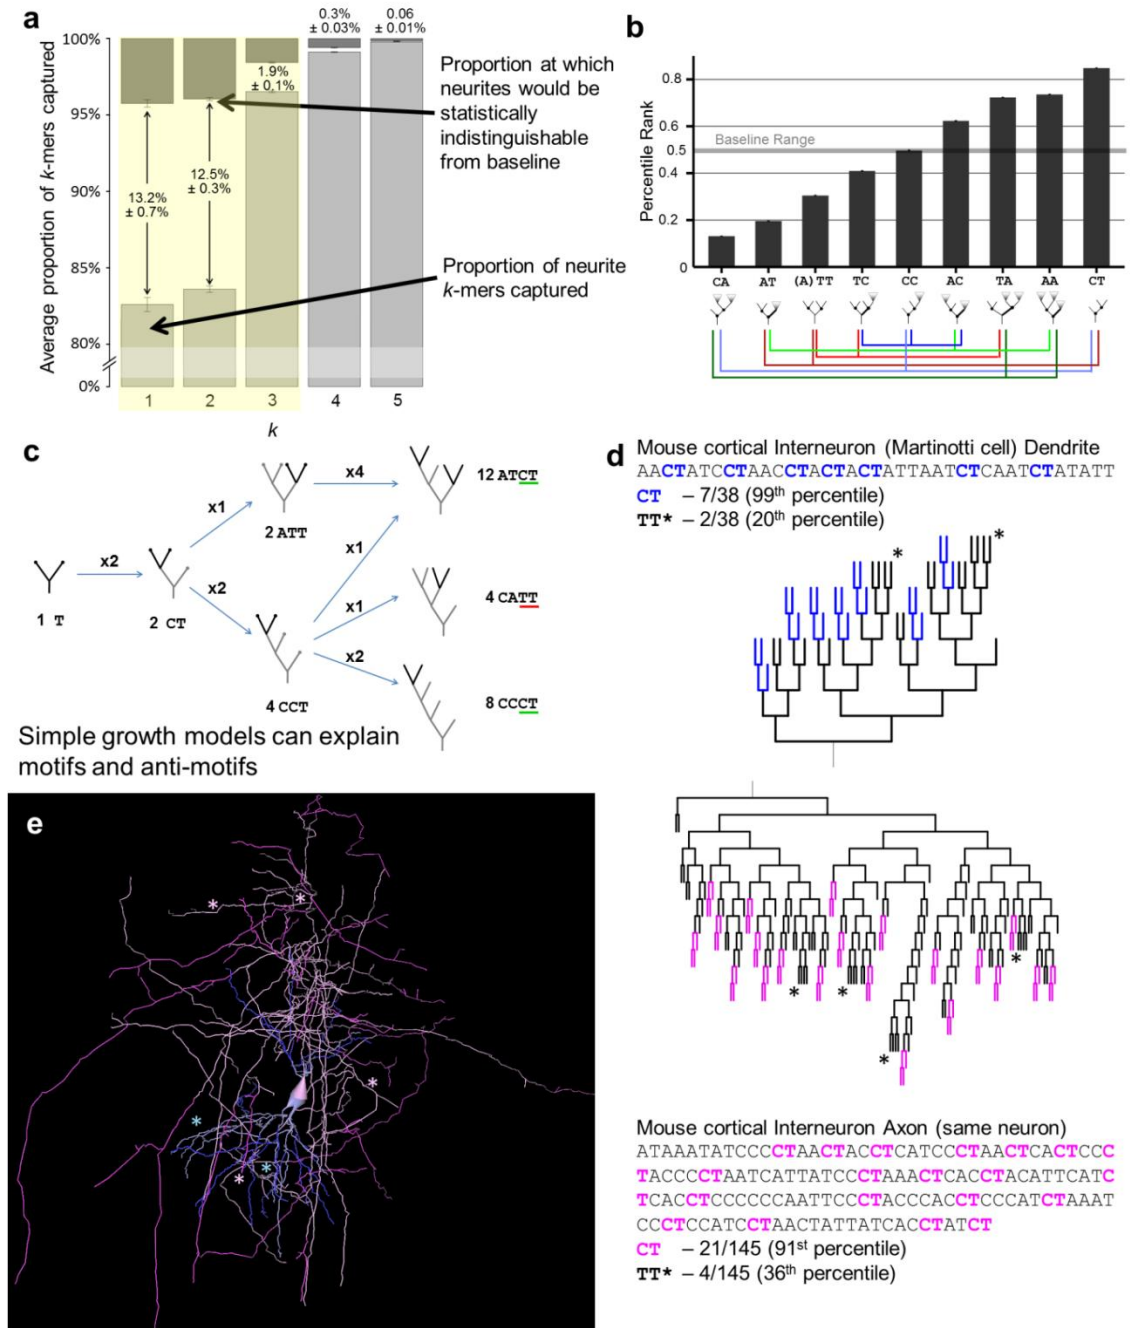 a
0.3%
± 0.03%
0.06
± 0.01%
100%
95%
90%
85%
80%
0%
Average proportion of k-mers captured
13.2%
± 0.7%
12.5%
± 0.3%
1.9%
± 0.1%
Proportion at which
neurites would be
statistically
indistinguishable
from baseline
Proportion of neurite
k-mers captured
1 2 3 4 5
k
b
Percentile Rank
0.8
0.6
0.5
0.4
0.2
0
Baseline Range
CA AT (A)TT TC CC AC TA AA CT
c
x2
x1
x2
x4
x1
x1
x2
1 T
2 CT
2 ATT
4 CCT
12 ATCT
4 CATT
8 CCCT
Simple growth models can explain
motifs and anti-motifs
d
Mouse cortical Interneuron (Martinotti cell) Dendrite
AACTATCCTAACCTACTACTATTAATCTCAATCTATATT
CT – 7/38 (99th percentile)
TT* – 2/38 (20th percentile)
*
*
*
*
*
*
Mouse cortical Interneuron Axon (same neuron)
ATAAATATCCCCTAACTACCTCATCCCCTAACTCACTCCCC
TACCCCTAATCATTATCCCTAAACTCACCTACATTCATC
TCACCTCCCCCCAATTCCCTACCCACCTCCCATCTAAAT
CCCTCCATCCTAACTATTATCACCTATCT
CT – 21/145 (91st percentile)
TT* – 4/145 (36th percentile)
e
*
*
*
*
*
*